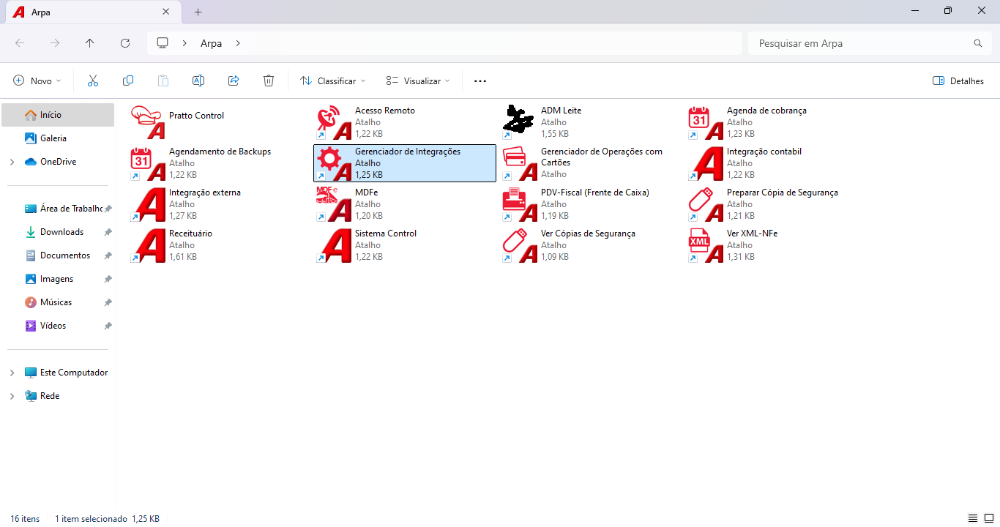 Arpa
Arpa
Pesquisar em Arpa
Novo
Classificar
Visualizar
Detalhes
Início
Galeria
OneDrive
Área de Trabalho
Downloads
Documentos
Imagens
Músicas
Vídeos
Este Computador
Rede
Pratto Control
Acesso Remoto
Atalho
1,22 KB
ADM Leite
Atalho
1,55 KB
31
Agenda de cobrança
Atalho
1,23 KB
31
Agendamento de Backups
Atalho
1,22 KB
Gerenciador de Integrações
Atalho
1,25 KB
Gerenciador de Operações com
Cartões
Atalho
Integração contabil
Atalho
1,22 KB
Integração externa
Atalho
1,27 KB
MDF-e
MDFe
Atalho
1,20 KB
PDV-Fiscal (Frente de Caixa)
Atalho
1,19 KB
Preparar Cópia de Segurança
Atalho
1,21 KB
Receituário
Atalho
1,61 KB
Sistema Control
Atalho
1,22 KB
Ver Cópias de Segurança
Atalho
1,09 KB
XML
Ver XML-NFe
Atalho
1,31 KB
16 itens
1 item selecionado 1,25 KB